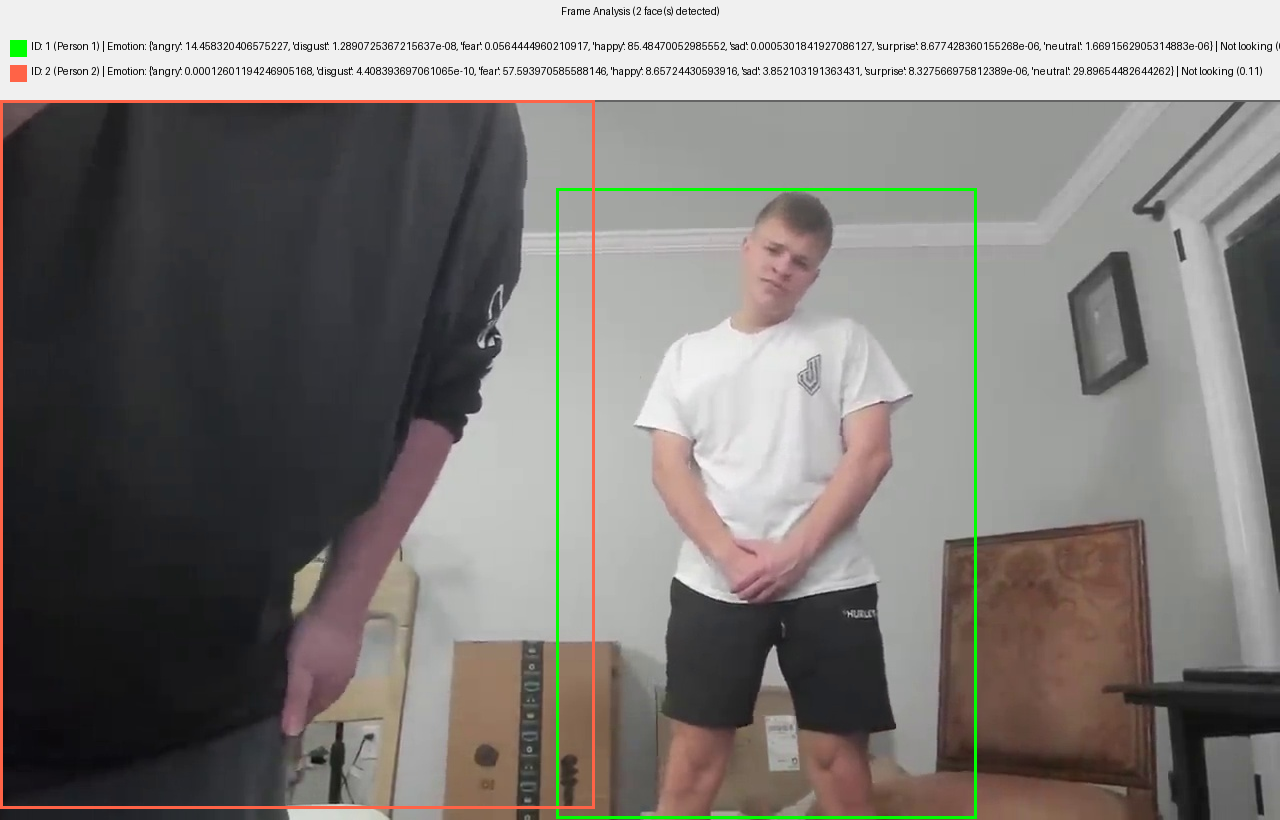 Frame Analysis (2 face(s) detected)
ID: 1 (Person 1) | Emotion: {'angry': 14.458320406575227, 'disgust': 1.2890725367215637e-08, 'fear': 0.0564444960210917, 'happy': 85.48470052985552, 'sad': 0.0005301841927086127, 'surprise': 8.677428360155268e-06, 'neutral': 1.6691562905314883e-06} | Not looking (
ID: 2 (Person 2) | Emotion: {'angry': 0.00012601194246905168, 'disgust': 4.408393697061065e-10, 'fear': 57.593970585588146, 'happy': 8.65724430593916, 'sad': 3.852103191363431, 'surprise': 8.327566975812389e-06, 'neutral': 29.89654482644262} | Not looking (0.11)
HURLEY